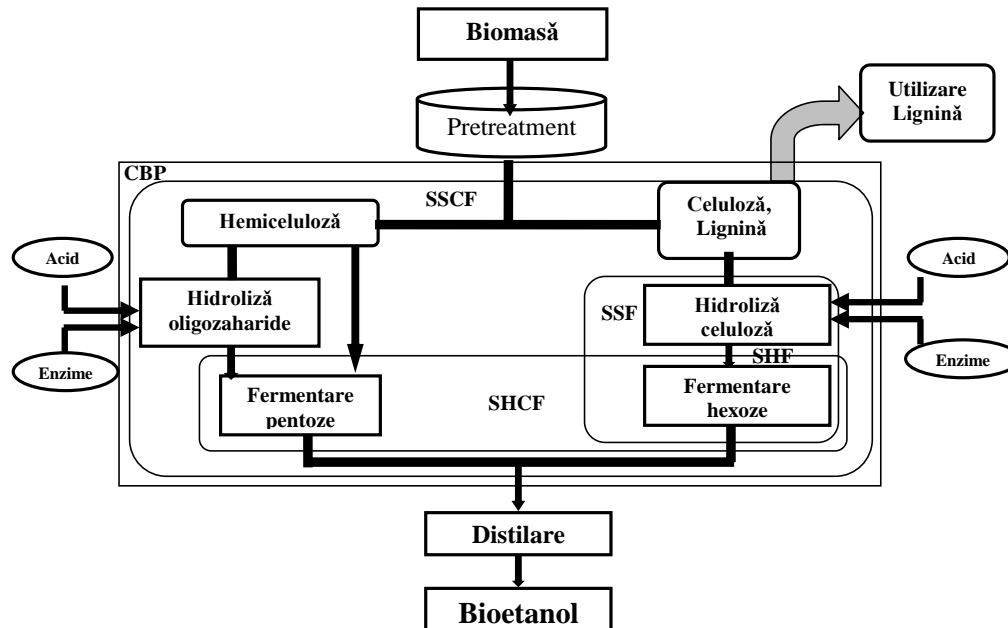 Biomasă
Pretreatment
Utilizare
Lignină
CBP
SSCF
Hemiceluloză
Celuloză,
Lignină
Acid
Acid
Hidroliză
oligozaharide
SSF
Hidroliză
celuloză
Enzime
Enzime
SHF
Fermentare
pentoze
SHCF
Fermentare
hexoze
Distilare
Bioetanol